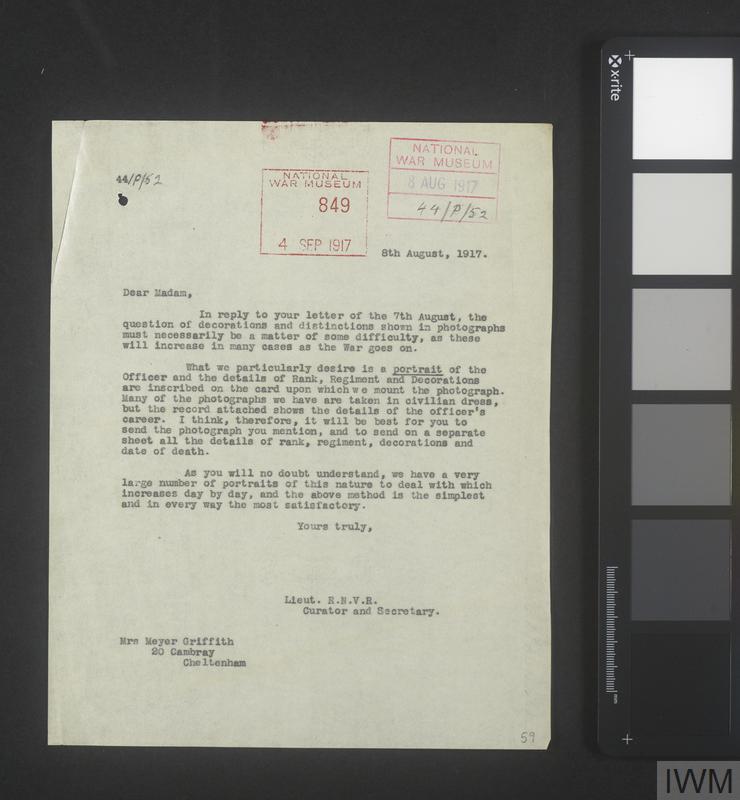 44/P/52
NATIONAL
WAR MUSEUM
849
4 SEP 1917
NATIONAL
WAR MUSEUM
8 AUG 1917
44/P/52
8th August, 1917.
Dear Madam,
In reply to your letter of the 7th August, the
question of decorations and distinctions shown in photographs
must necessarily be a matter of some difficulty, as these
will increase in many cases as the War goes on.
What we particularly desire is a portrait of the
Officer and the details of Rank, Regiment and Decorations
are inscribed on the card upon which we mount the photograph.
Many of the photographs we have are taken in civilian dress,
but the record attached shows the details of the officer's
career. I think, therefore, it will be best for you to
send the photograph you mention, and to send on a separate
sheet all the details of rank, regiment, decorations and
date of death.
As you will no doubt understand, we have a very
large number of portraits of this nature to deal with which
increases day by day, and the above method is the simplest
and in every way the most satisfactory.
Yours truly,
Lieut. R.N.V.R.
Curator and Secretary.
Mrs Meyer Griffith
20 Cambray
Cheltenham
59
x-rite
mm
IWM